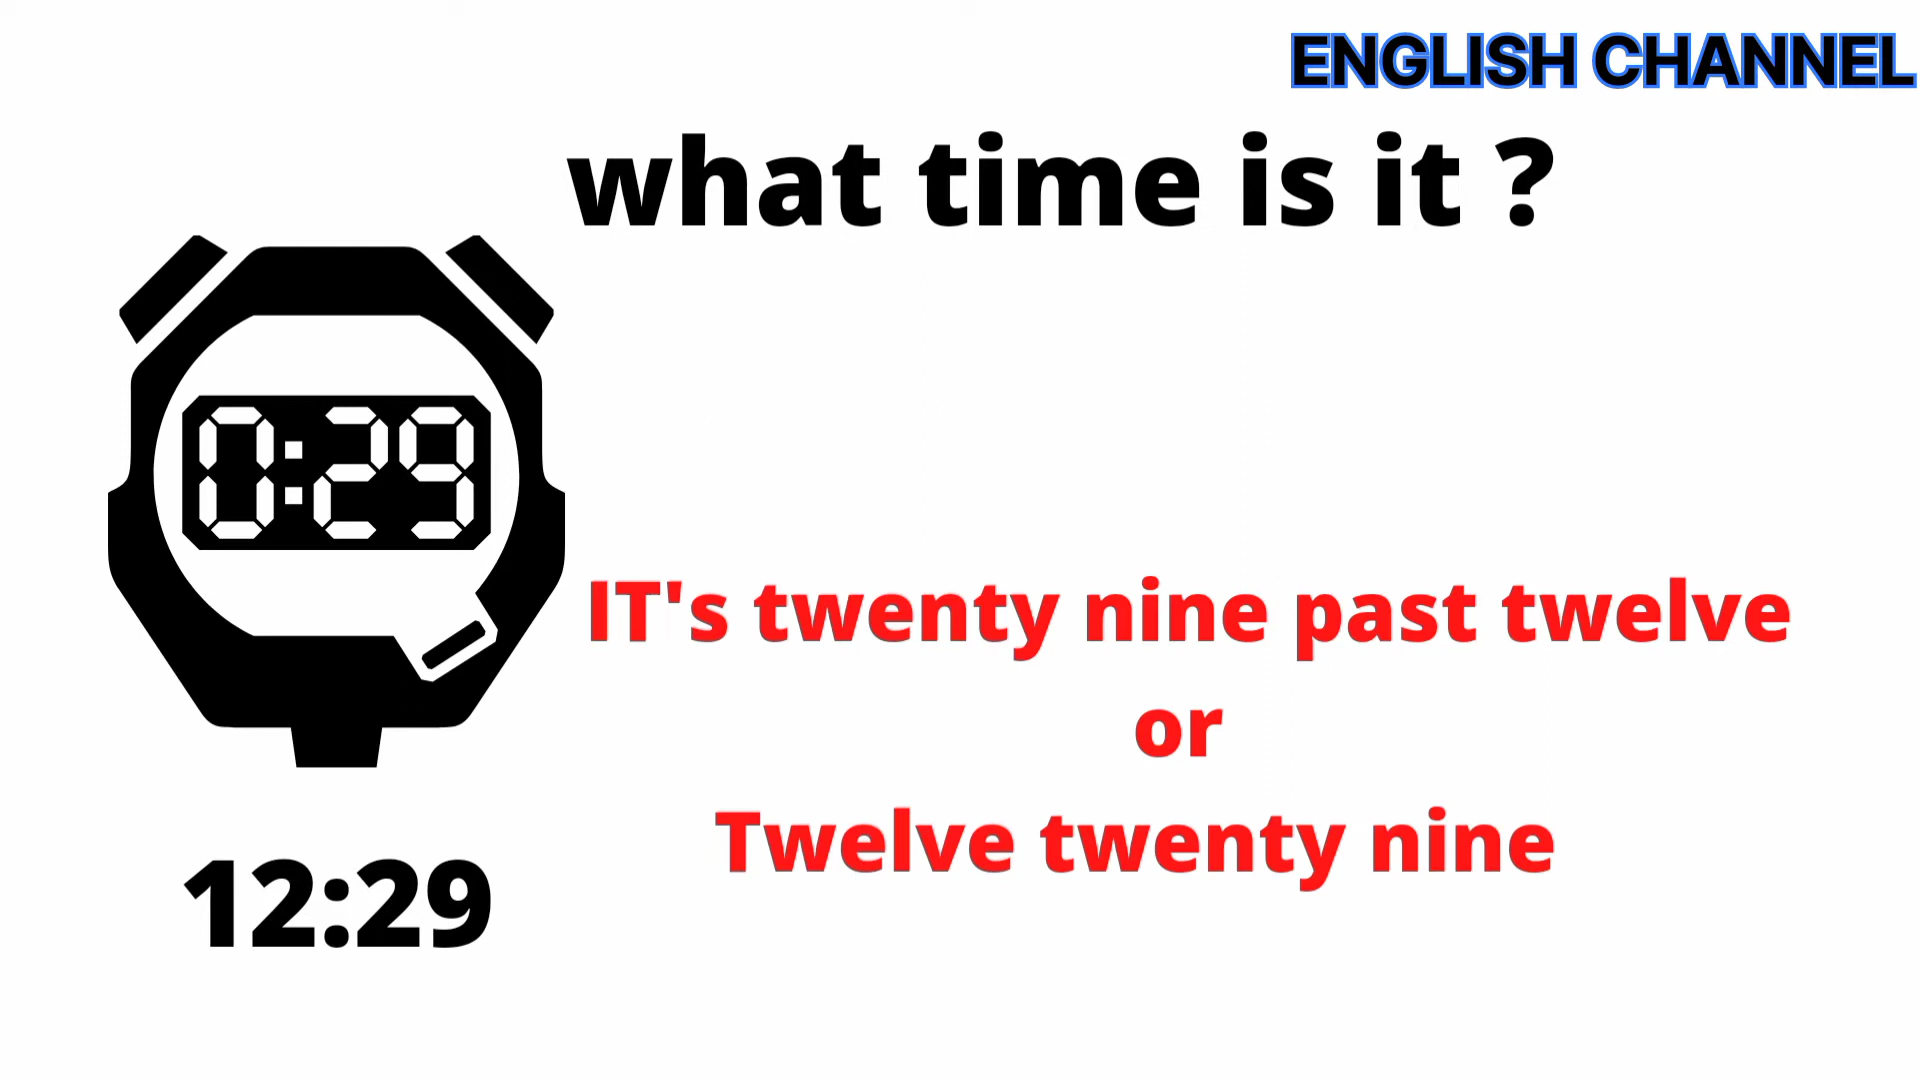 ENGLISH CHANNEL
what time is it ?
0:29
IT's twenty nine past twelve
or
Twelve twenty nine
12:29